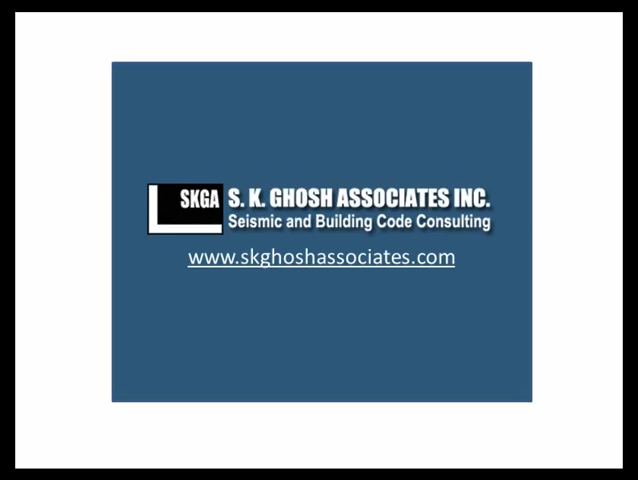 SKGA S. K. GHOSH ASSOCIATES INC.
Seismic and Building Code Consulting
www.skghoshassociates.com